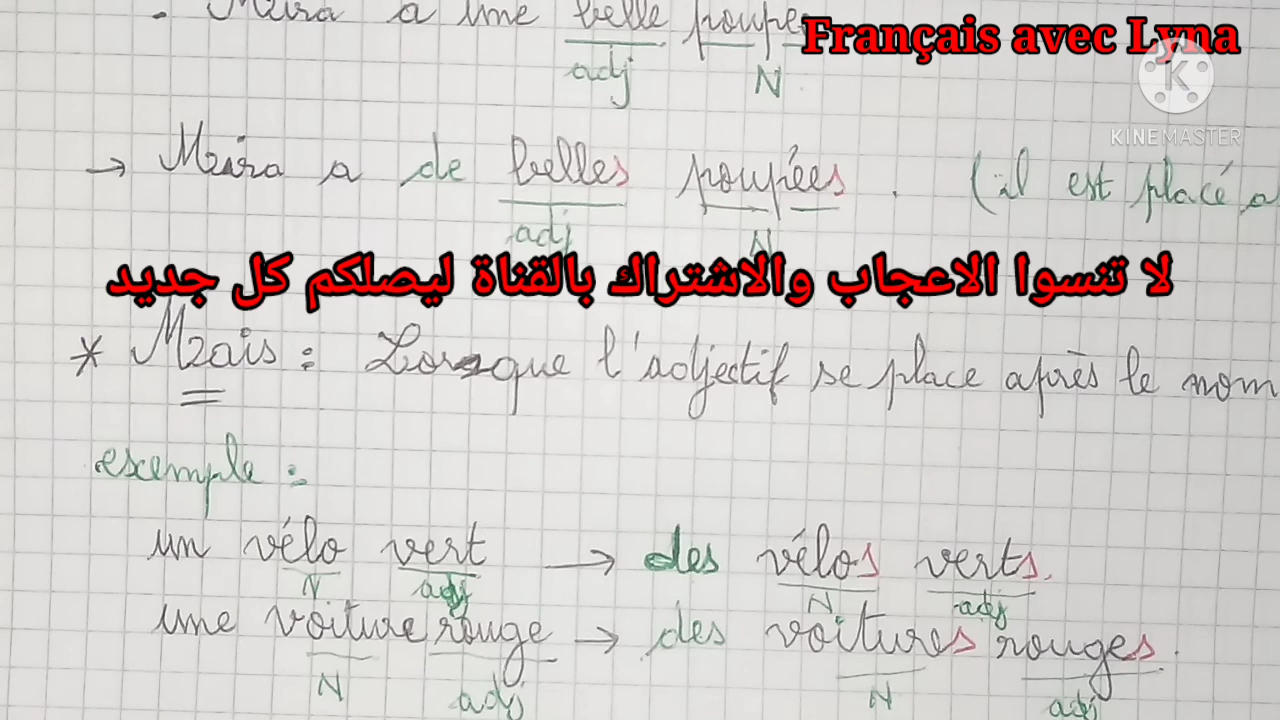 . Mira a une belle poupée
Français avec Lyna
adj N
KINEMASTER
→ Mira a de belles poupées. (il est placé a
adj N
لا تنسوا الاعجاب والاشتراك بالقناة ليصلكم كل جديد
* Mais : Lorsque l'adjectif se place après le nom
exemple :
un vélo vert → des vélos verts.
N adj N adj
une voiture rouge → des voitures rouges.
N adj N adj